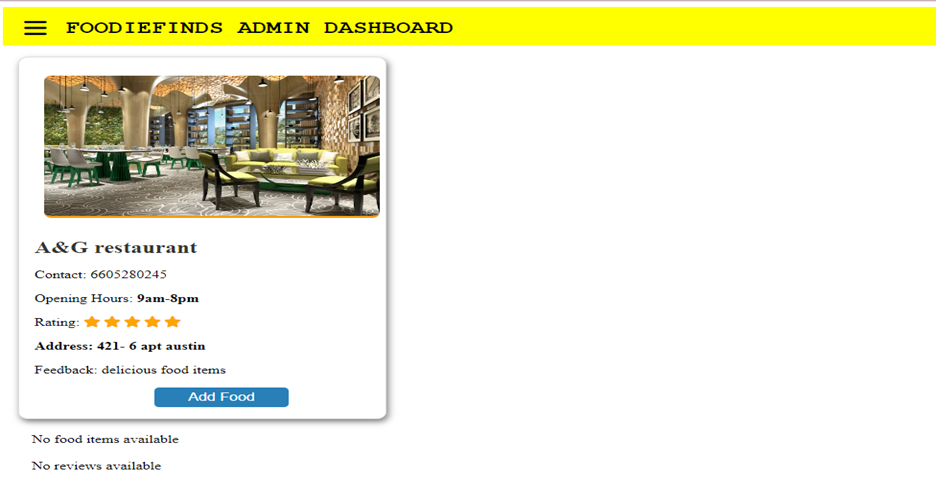 FOODIEFINDS ADMIN DASHBOARD
A&G restaurant
Contact: 6605280245
Opening Hours: 9am-8pm
Rating:
Address: 421- 6 apt austin
Feedback: delicious food items
Add Food
No food items available
No reviews available